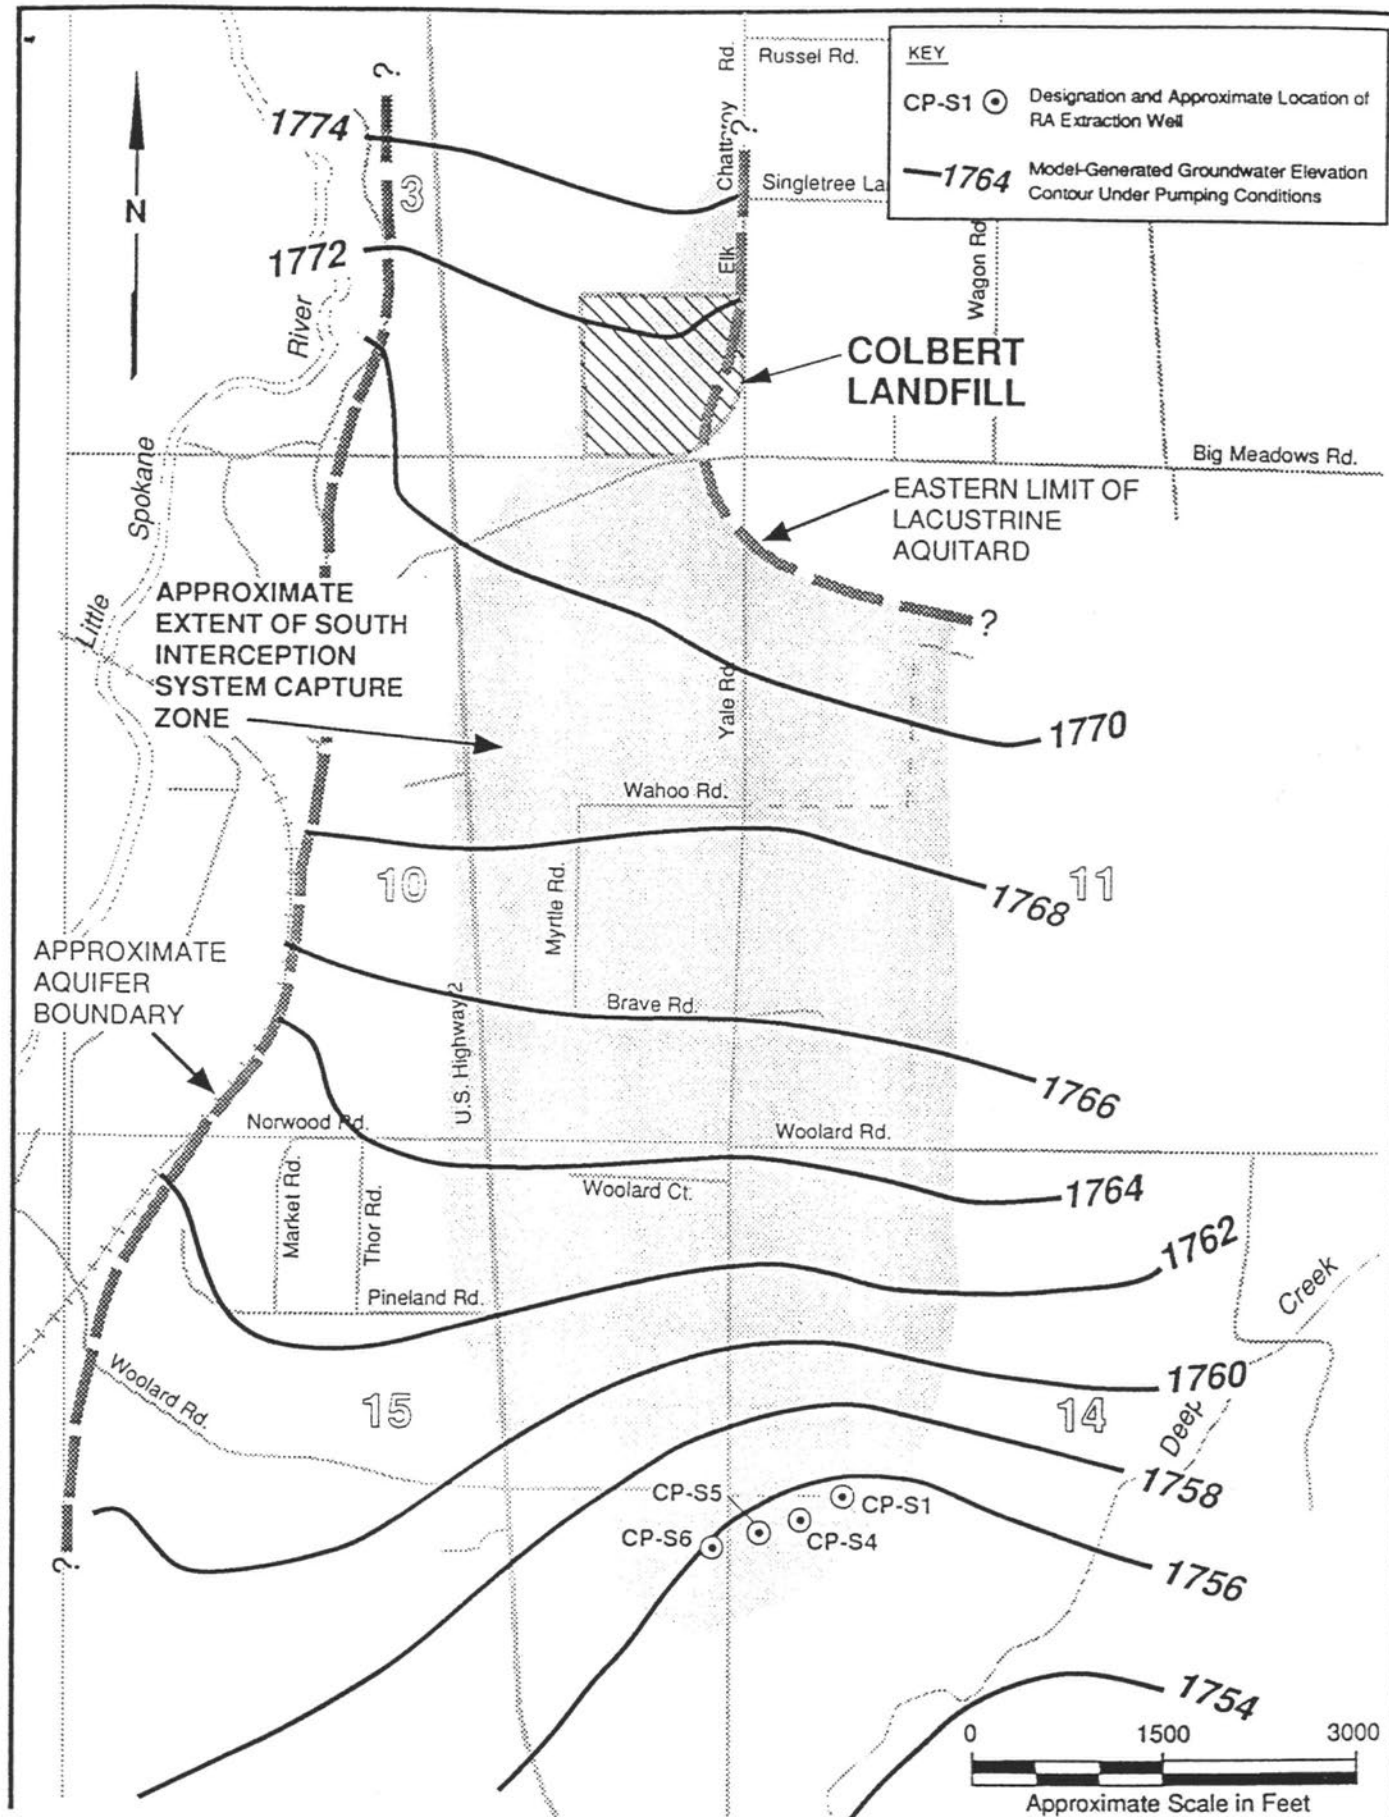 KEY
CP-S1
Designation and Approximate Location of
RA Extraction Well
1764
Model-Generated Groundwater Elevation
Contour Under Pumping Conditions
?
Rd.
Russel Rd.
1774
?
Chattaroy
Singletree La
3
N
1772
Elk
Wagon Rd
River
COLBERT
LANDFILL
Spokane
Big Meadows Rd.
EASTERN LIMIT OF
LACUSTRINE
AQUITARD
APPROXIMATE
EXTENT OF SOUTH
INTERCEPTION
SYSTEM CAPTURE
ZONE
Little
?
Yale Rd.
1770
Wahoo Rd.
10
11
1768
Myrtle Rd.
APPROXIMATE
AQUIFER
BOUNDARY
U.S. Highway 2
Brave Rd.
1766
Norwood Rd.
Woolard Rd.
Market Rd.
Thor Rd.
Woolard Ct.
1764
1762
Pineland Rd.
Creek
Woolard Rd.
1760
15
14
Deep
1758
CP-S5
CP-S1
CP-S6
CP-S4
?
1756
1754
0 1500 3000
Approximate Scale in Feet